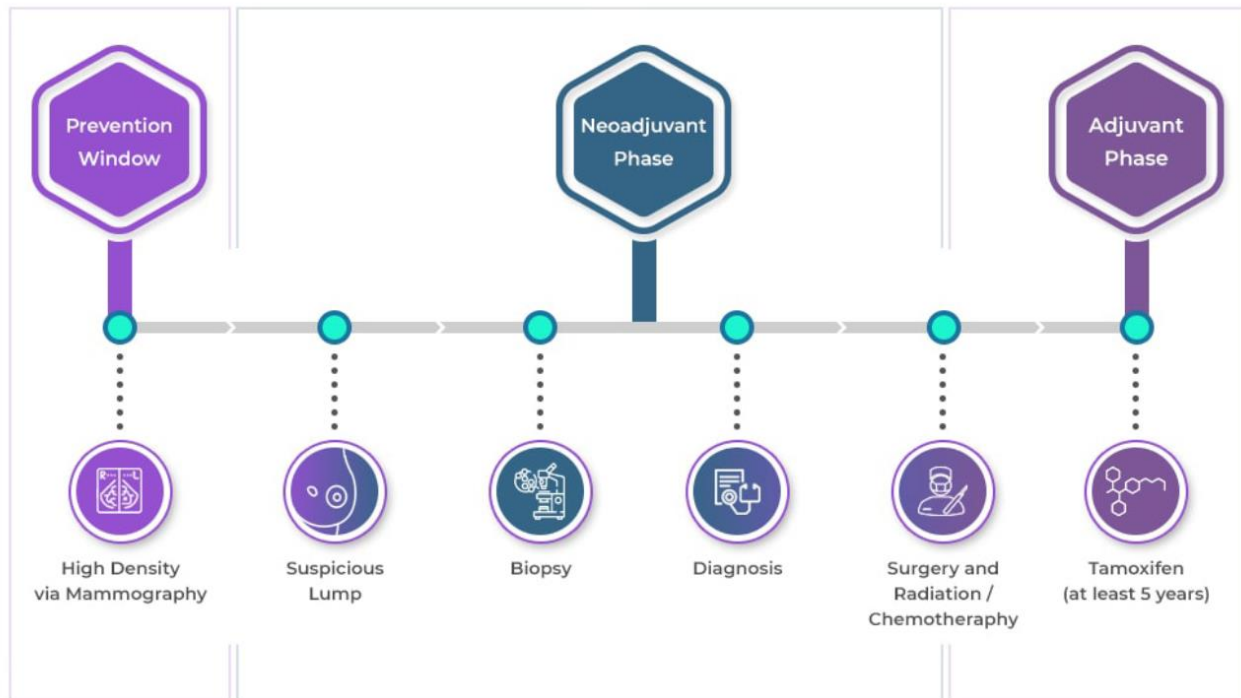 Prevention
Window
Neoadjuvant
Phase
Adjuvant
Phase
R
L
High Density
via Mammography
Suspicious
Lump
Biopsy
Diagnosis
Surgery and
Radiation /
Chemotheraphy
Tamoxifen
(at least 5 years)